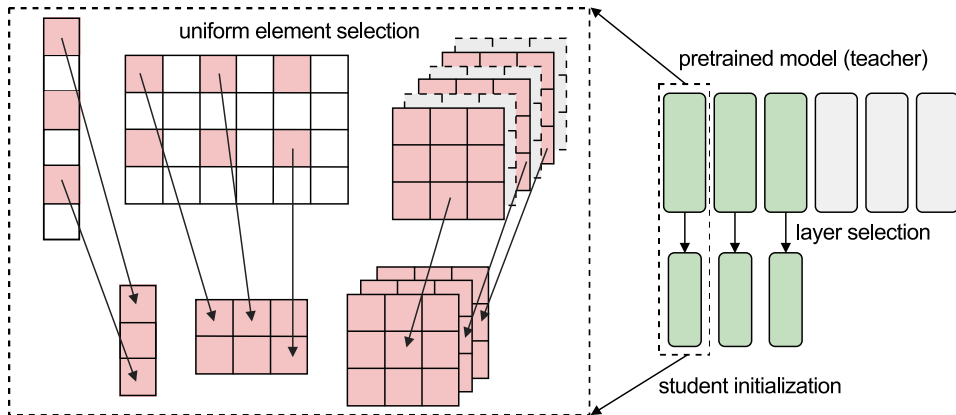 uniform element selection
pretrained model (teacher)
layer selection
student initialization